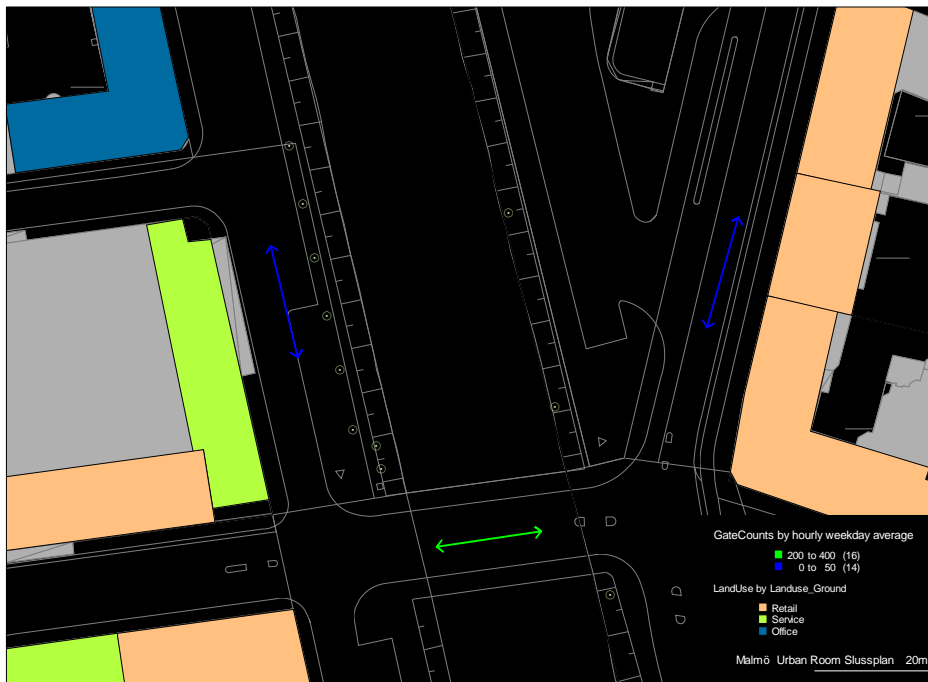 GateCounts by hourly weekday average
200 to 400 (16)
0 to 50 (14)
LandUse by Landuse_Ground
Retail
Service
Office
Malmö Urban Room Slussplan 20m